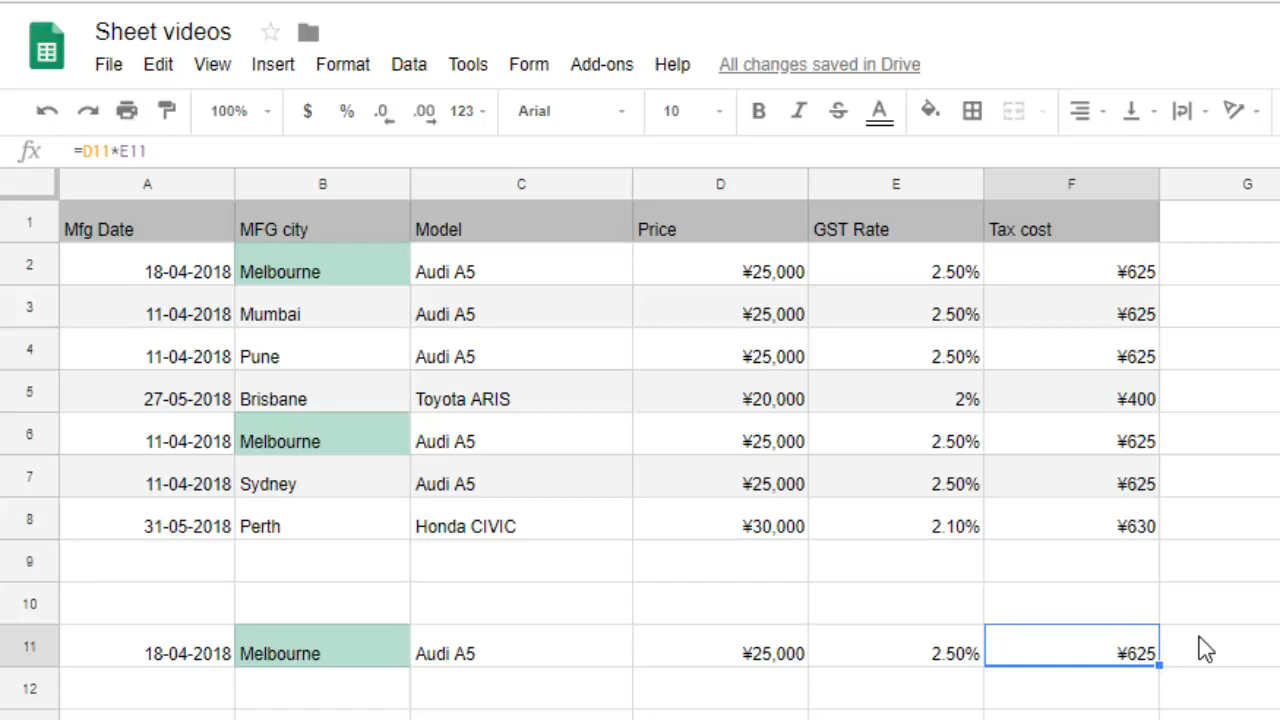 Sheet videos
File Edit View Insert Format Data Tools Form Add-ons Help All changes saved in Drive
100% $ % .0 .00 123 Arial 10 B I S A
fx =D11*E11
A B C D E F G
1 Mfg Date MFG city Model Price GST Rate Tax cost
2 18-04-2018 Melbourne Audi A5 ¥25,000 2.50% ¥625
3 11-04-2018 Mumbai Audi A5 ¥25,000 2.50% ¥625
4 11-04-2018 Pune Audi A5 ¥25,000 2.50% ¥625
5 27-05-2018 Brisbane Toyota ARIS ¥20,000 2% ¥400
6 11-04-2018 Melbourne Audi A5 ¥25,000 2.50% ¥625
7 11-04-2018 Sydney Audi A5 ¥25,000 2.50% ¥625
8 31-05-2018 Perth Honda CIVIC ¥30,000 2.10% ¥630
9
10
11 18-04-2018 Melbourne Audi A5 ¥25,000 2.50% ¥625
12